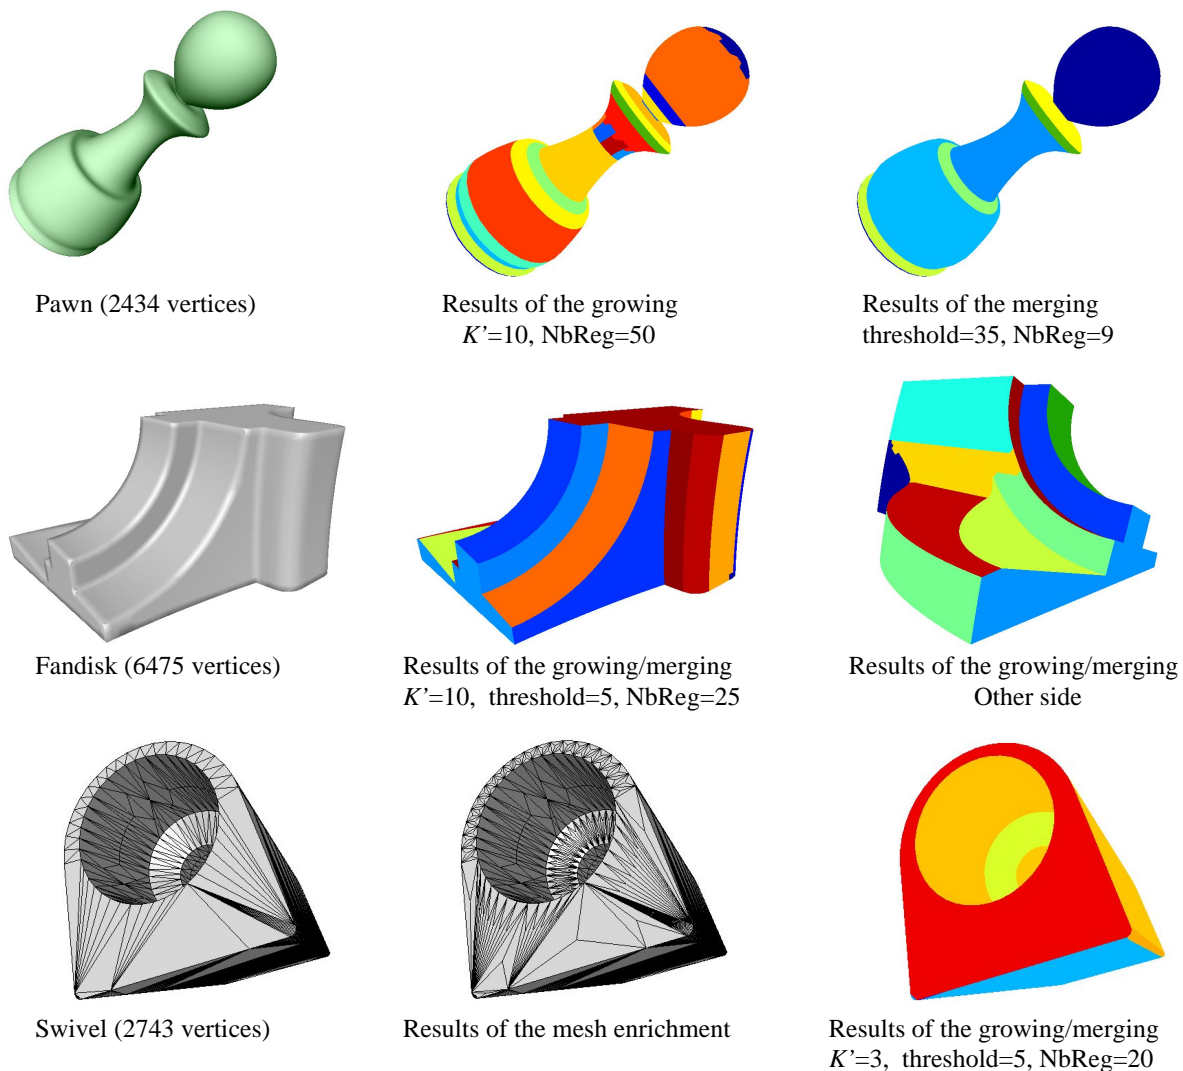 Pawn (2434 vertices)
Results of the growing
K’=10, NbReg=50
Results of the merging
threshold=35, NbReg=9
Fandisk (6475 vertices)
Results of the growing/merging
K’=10, threshold=5, NbReg=25
Results of the growing/merging
Other side
Swivel (2743 vertices)
Results of the mesh enrichment
Results of the growing/merging
K’=3, threshold=5, NbReg=20